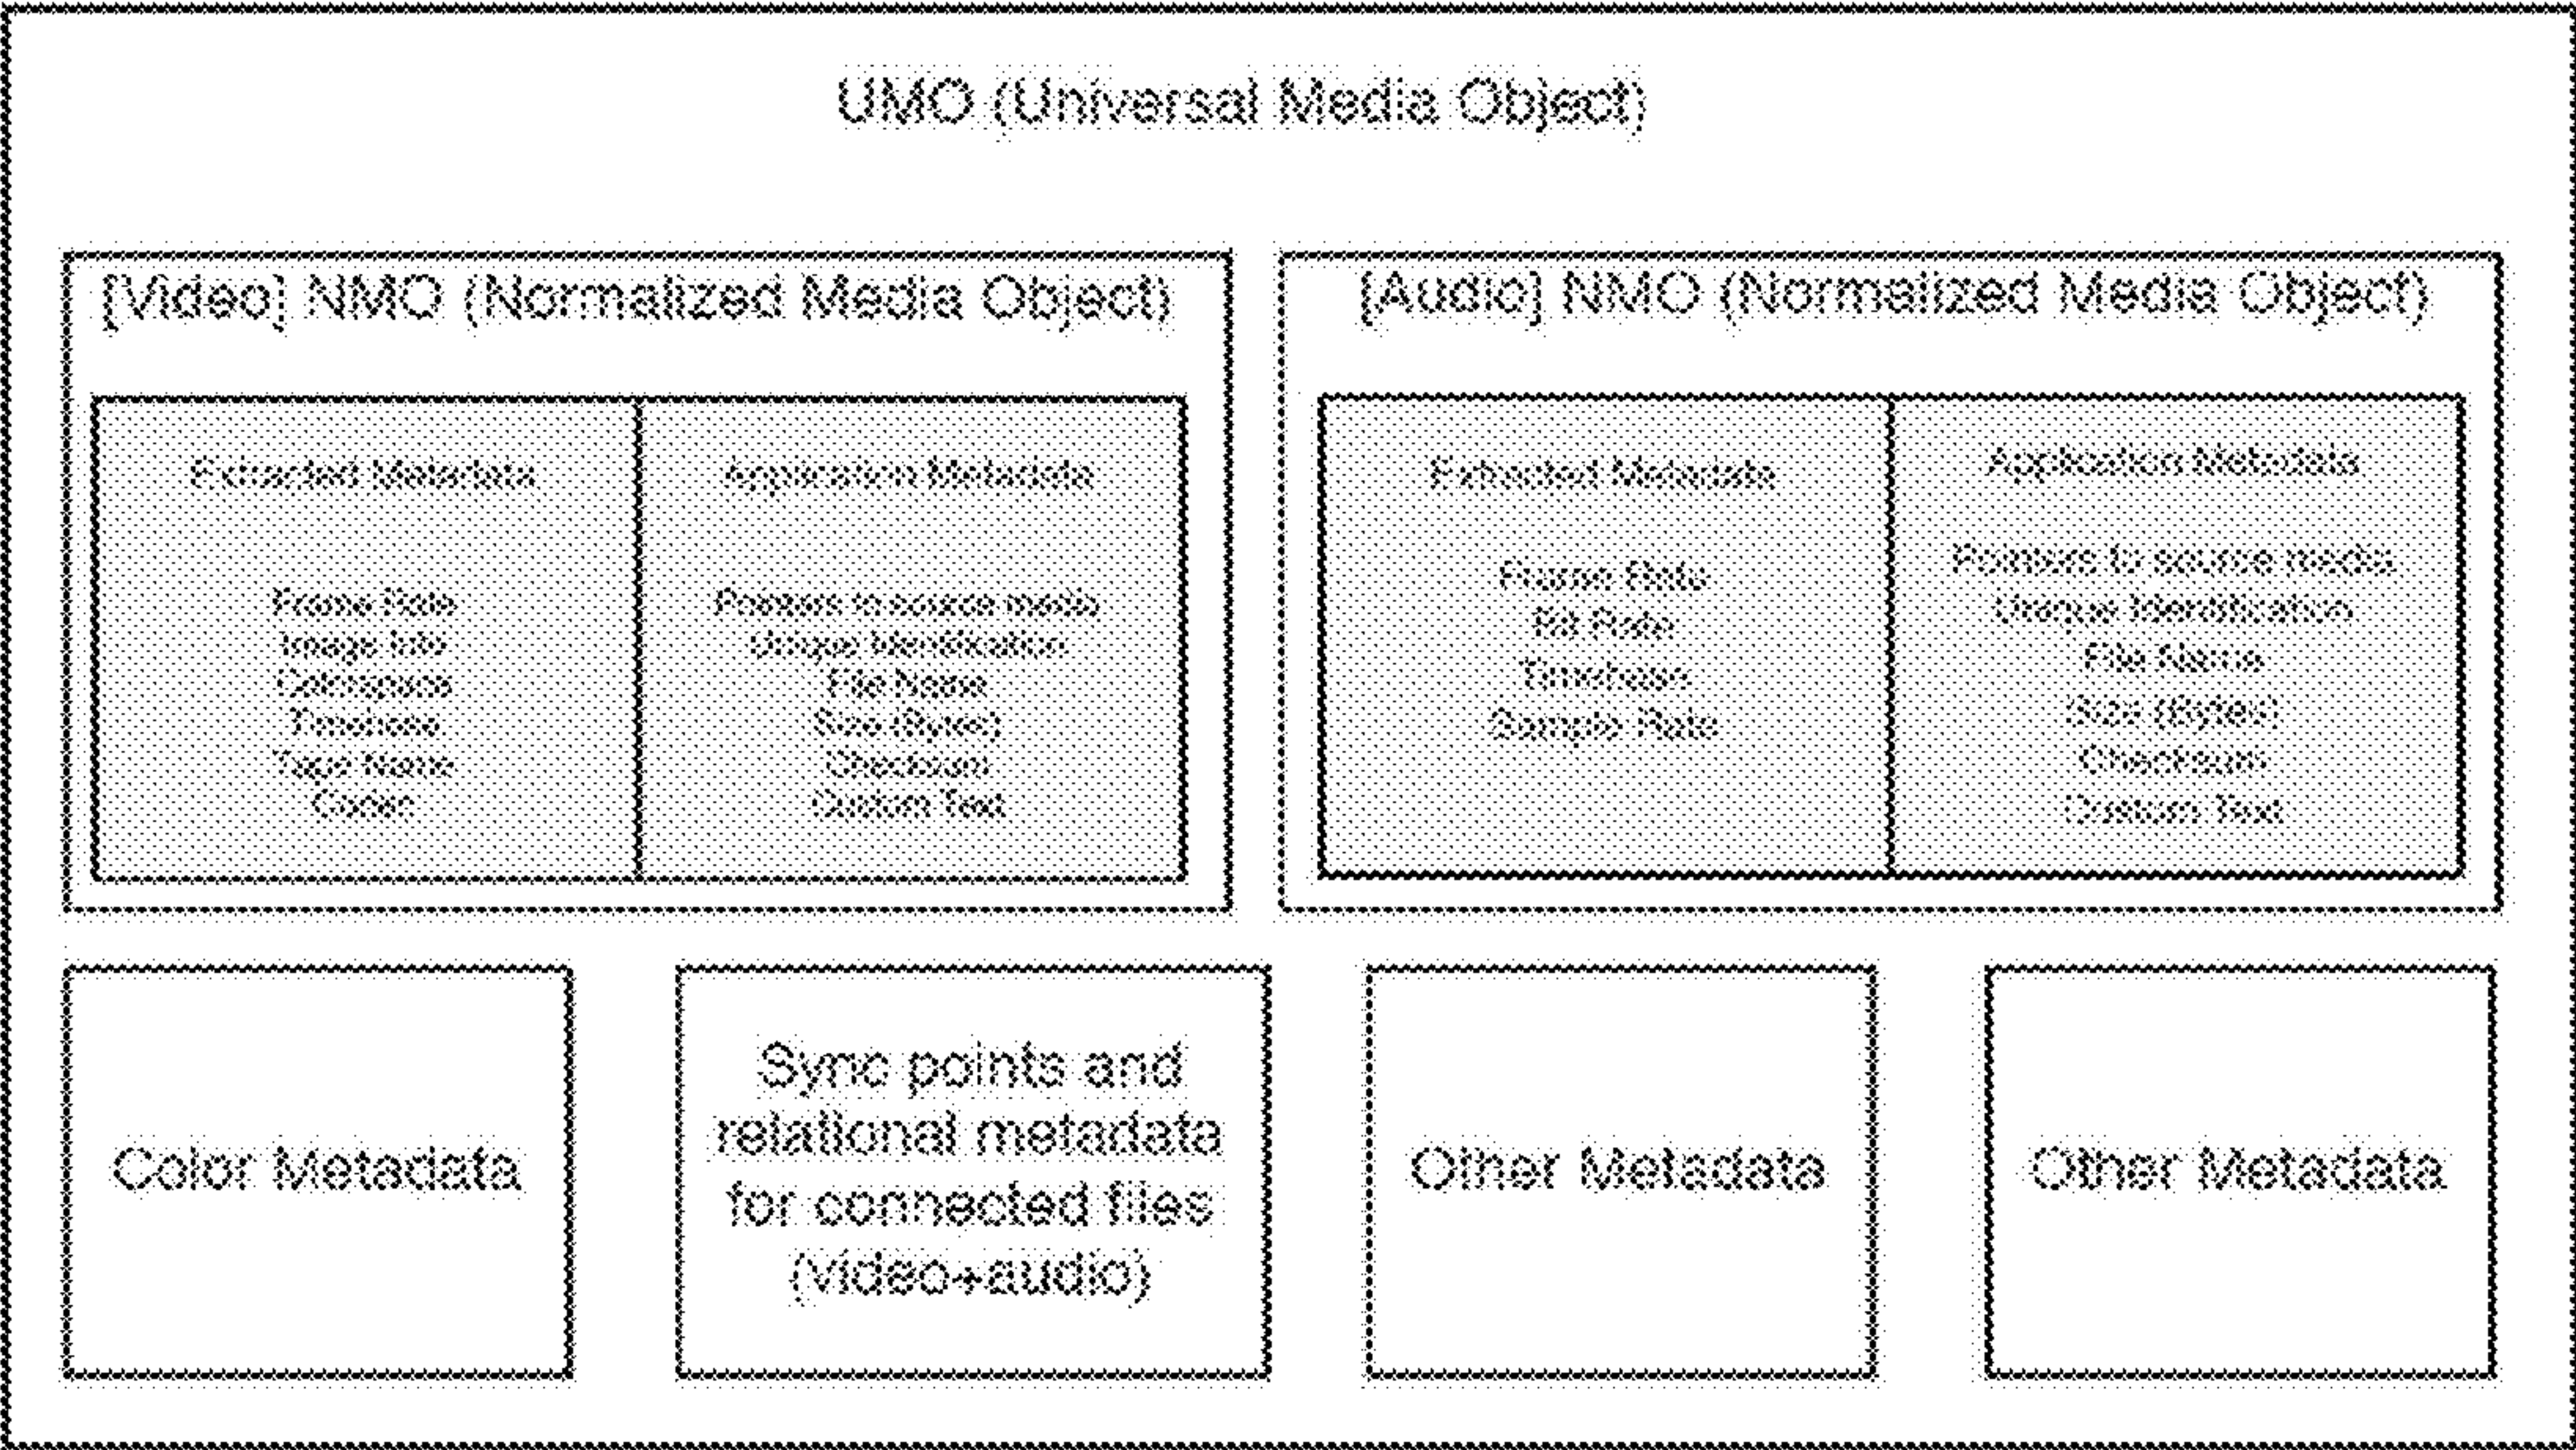 UMO (Universal Media Object)
[Video] NMO (Normalized Media Object)
Extracted Metadata
Frame Rate
Image Info
Colorspace
Timebase
Tape Name
Codec
Application Metadata
Pointers to source media
Unique Identification
File Name
Size (Bytes)
Checksum
Custom Text
[Audio] NMO (Normalized Media Object)
Extracted Metadata
Frame Rate
Bit Rate
Timebase
Sample Rate
Application Metadata
Pointers to source media
Unique Identification
File Name
Size (Bytes)
Checksum
Custom Text
Color Metadata
Sync points and
relational metadata
for connected files
(video+audio)
Other Metadata
Other Metadata